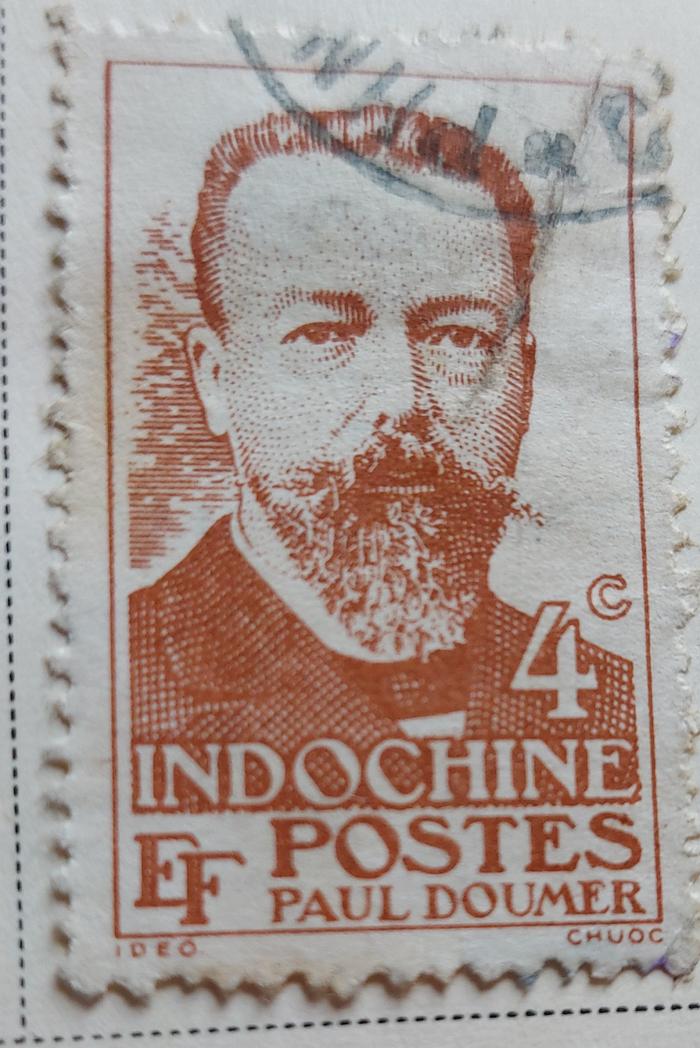 4C
INDOCHINE
EF POSTES
PAUL DOUMER
IDEO CHUOC